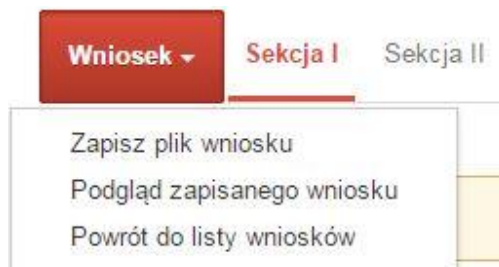 Wniosek Sekcja I Sekcja II
Zapisz plik wniosku
Podgląd zapisanego wniosku
Powrót do listy wniosków